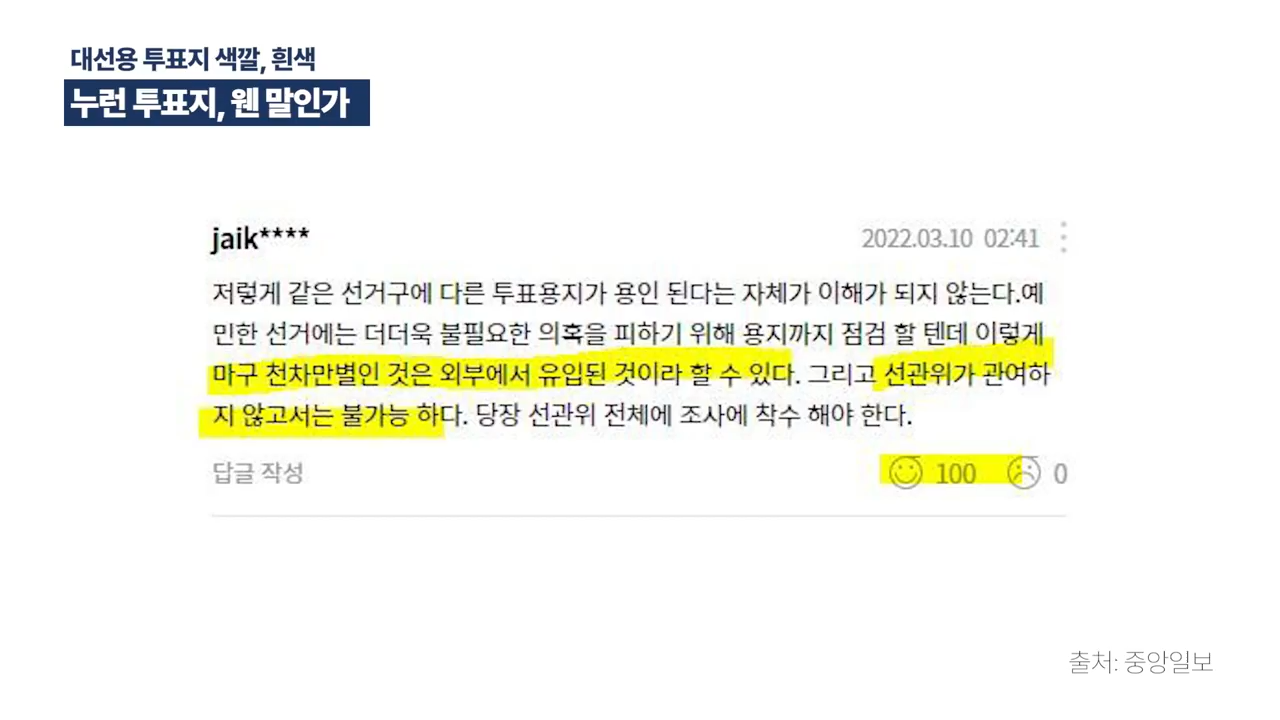 대선용 투표지 색깔, 흰색
누런 투표지, 웬 말인가
jaik****
2022.03.10 02:41
저렇게 같은 선거구에 다른 투표용지가 용인 된다는 자체가 이해가 되지 않는다.예
민한 선거에는 더더욱 불필요한 의혹을 피하기 위해 용지까지 점검 할 텐데 이렇게
마구 천차만별인 것은 외부에서 유입된 것이라 할 수 있다. 그리고 선관위가 관여하
지 않고서는 불가능 하다. 당장 선관위 전체에 조사에 착수 해야 한다.
답글 작성
100 0
출처: 중앙일보